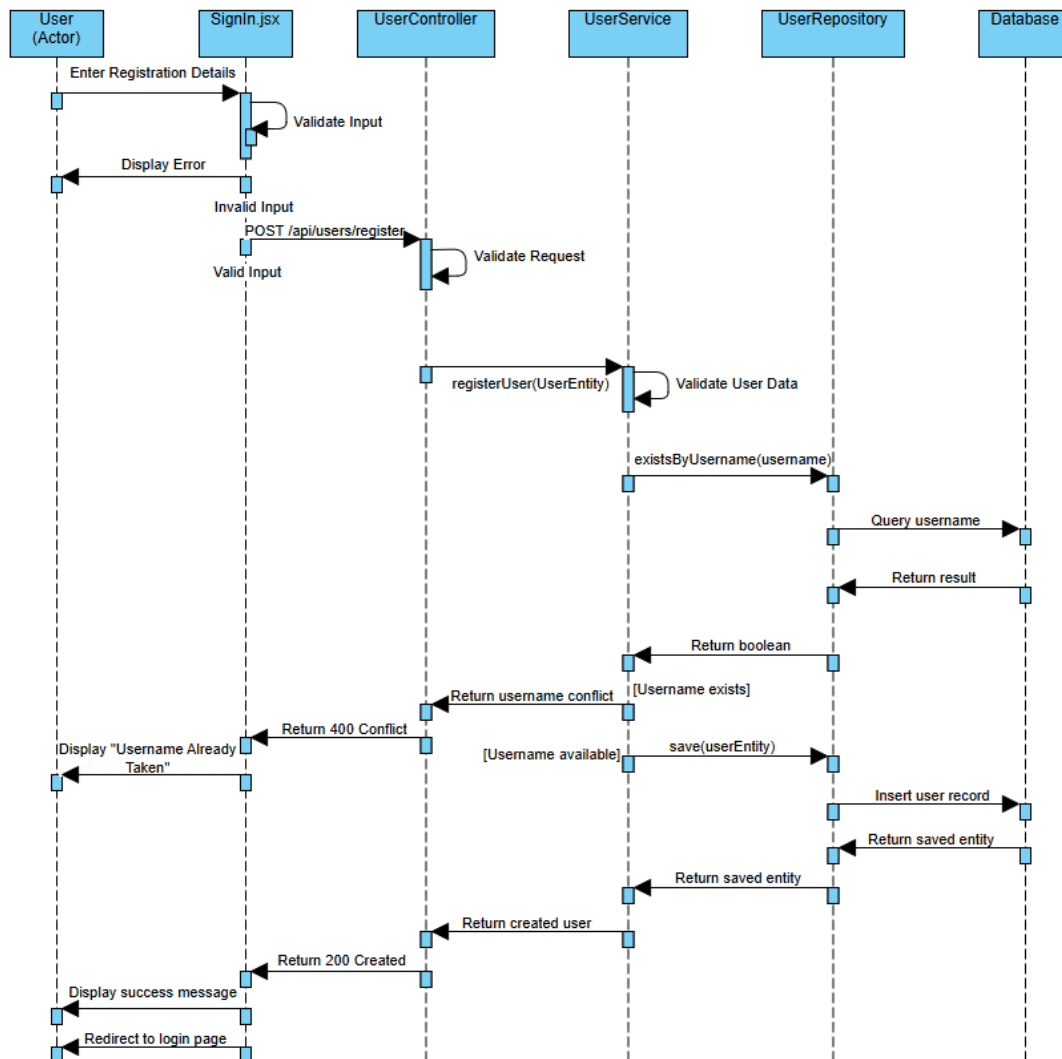 User
(Actor)
SignIn.jsx
UserController
UserService
UserRepository
Database
Enter Registration Details
Validate Input
Display Error
Invalid Input
POST /api/users/register
Validate Request
Valid Input
registerUser(UserEntity)
Validate User Data
existsByUsername(username)
Query username
Return result
Return boolean
Return username conflict
[Username exists]
Return 400 Conflict
Display "Username Already
Taken"
[Username available]
save(userEntity)
Insert user record
Return saved entity
Return saved entity
Return created user
Return 200 Created
Display success message
Redirect to login page